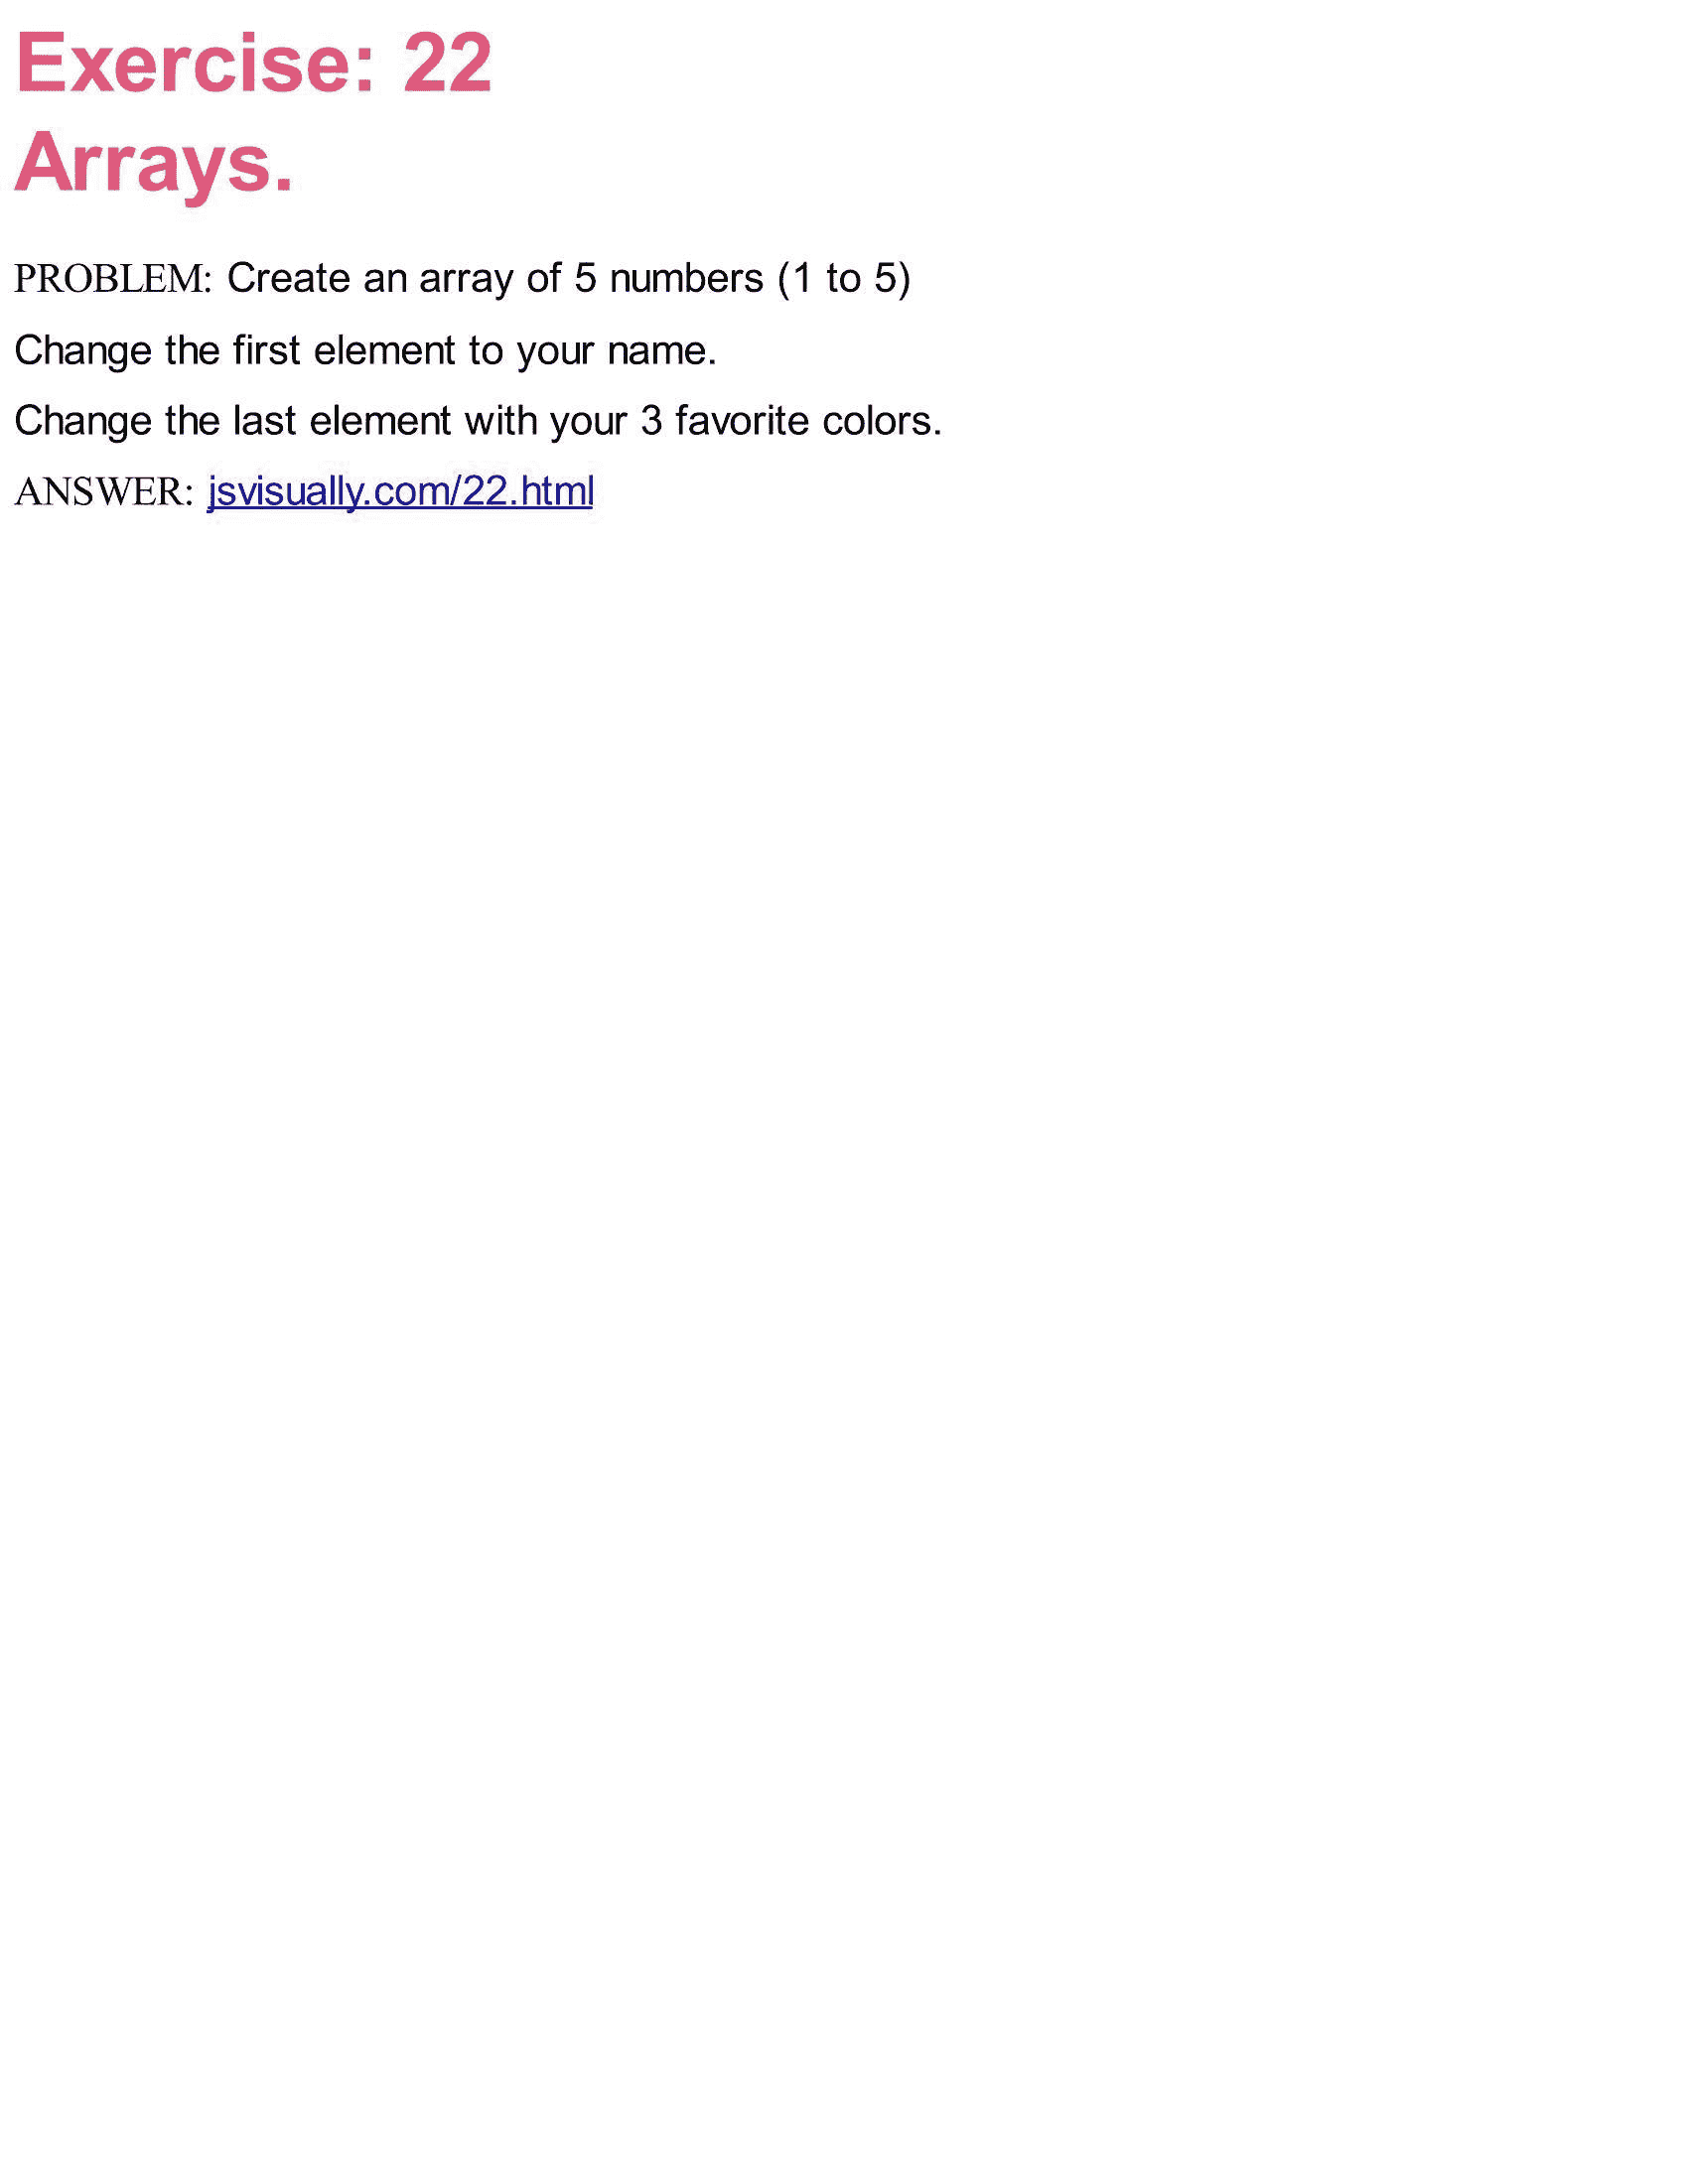 Exercise: 22
Arrays.
PROBLEM: Create an array of 5 numbers (1 to 5)
Change the first element to your name.
Change the last element with your 3 favorite colors.
ANSWER: jsvisually.com/22.html